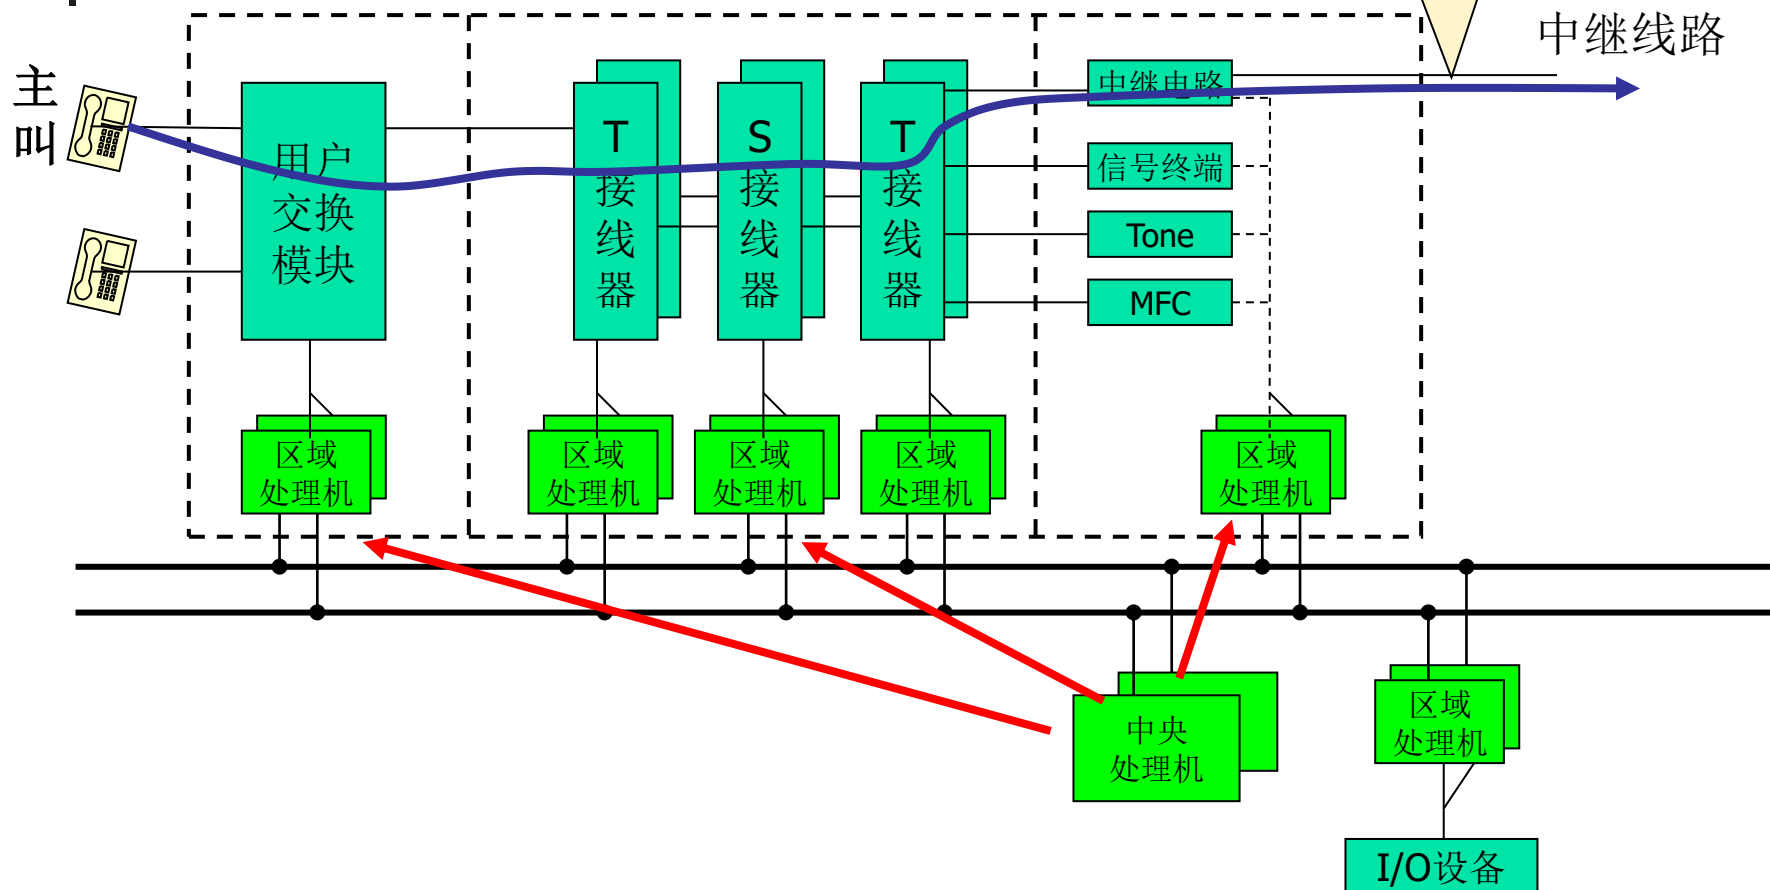 中继线路
主
叫
用户
交换
模块
T
接
线
器
S
接
线
器
T
接
线
器
中继电路
信号终端
Tone
MFC
区域
处理机
区域
处理机
区域
处理机
区域
处理机
区域
处理机
中央
处理机
区域
处理机
I/O设备